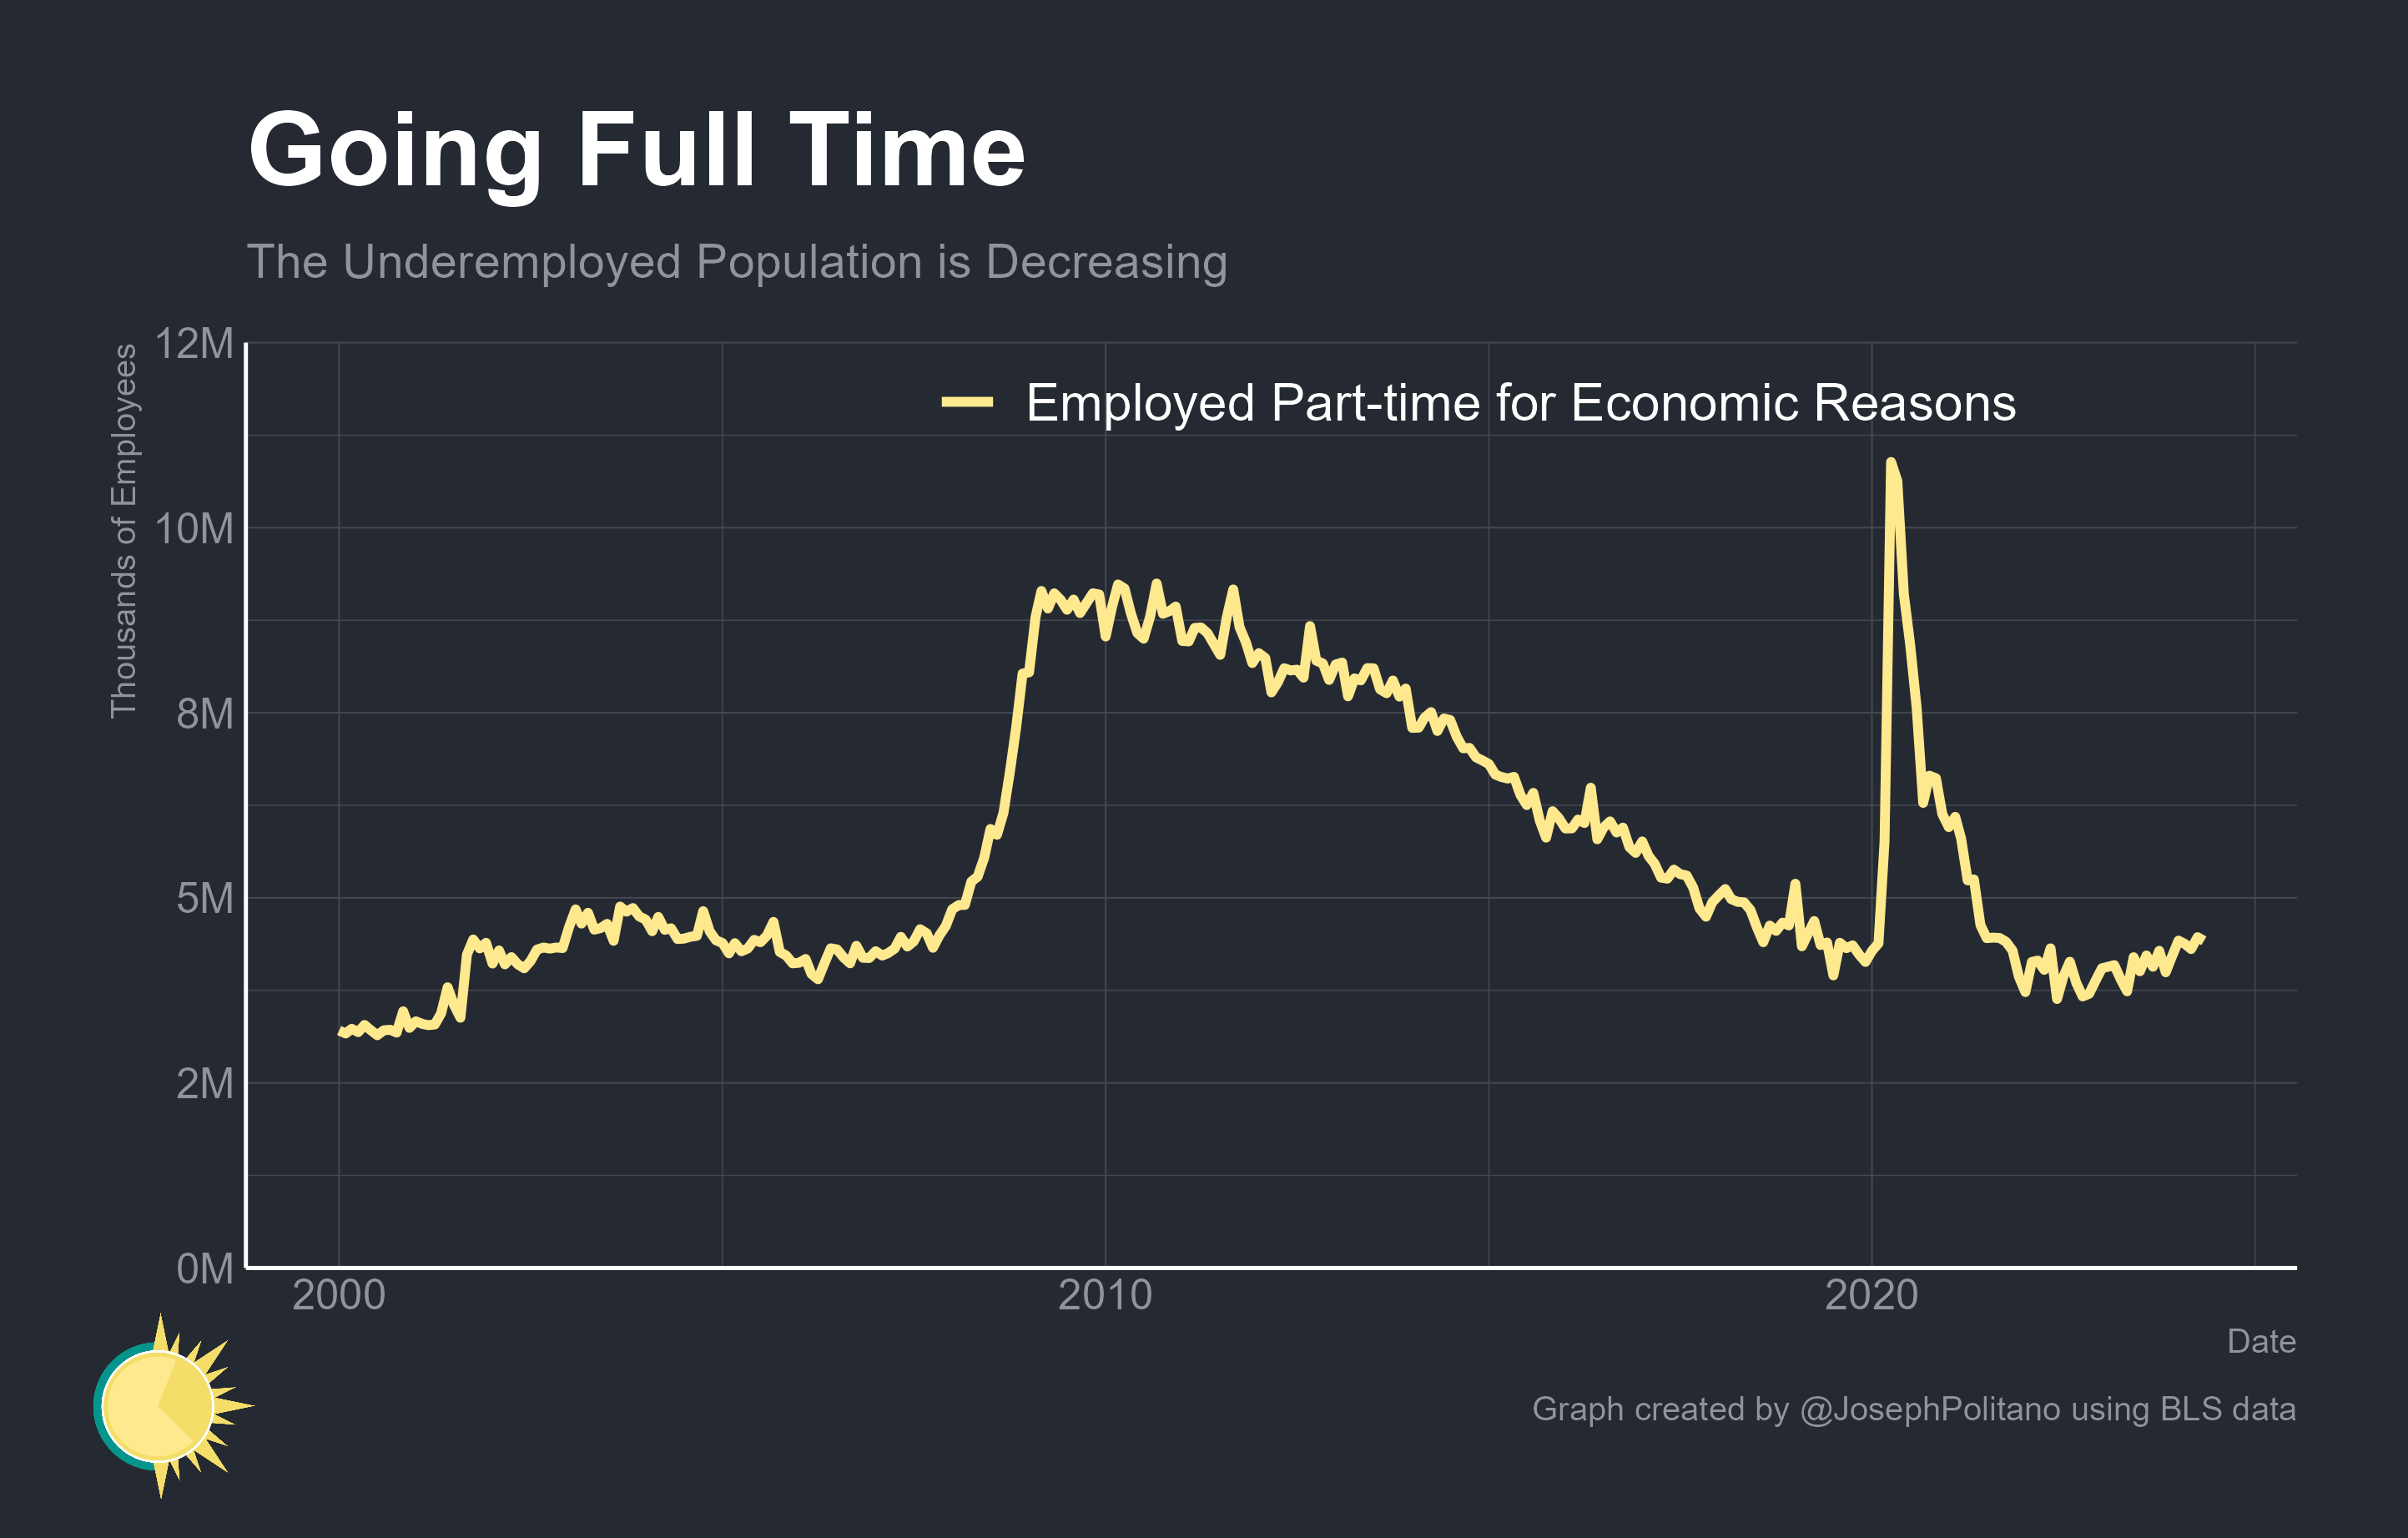 Going Full Time
The Underemployed Population is Decreasing
Thousands of Employees
12M
10M
8M
5M
2M
0M
Employed Part-time for Economic Reasons
2000
2010
2020
Date
Graph created by @JosephPolitano using BLS data